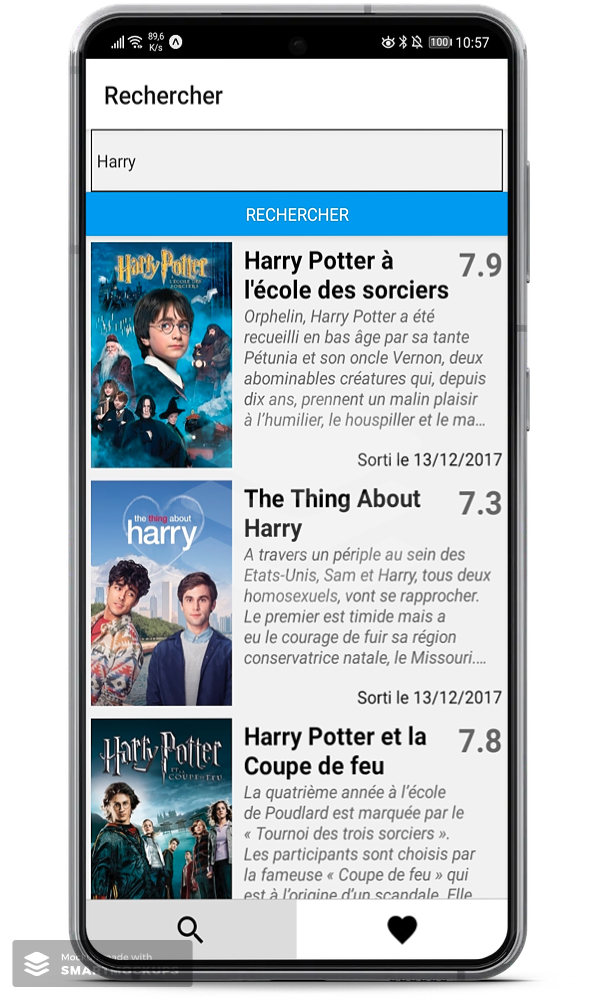 89,6
K/s
100
10:57
Rechercher
Harry
RECHERCHER
Harry Potter
L'ÉCOLE DES
SORCIERS
Harry Potter à
l'école des sorciers
7.9
Orphelin, Harry Potter a été
recueilli en bas âge par sa tante
Pétunia et son oncle Vernon, deux
abominables créatures qui, depuis
dix ans, prennent un malin plaisir
à l'humilier, le houspiller et le ma…
Sorti le 13/12/2017
the thing about
harry
The Thing About
Harry
7.3
A travers un périple au sein des
Etats-Unis, Sam et Harry, tous deux
homosexuels, vont se rapprocher.
Le premier est timide mais a
eu le courage de fuir sa région
conservatrice natale, le Missouri.…
Sorti le 13/12/2017
Harry Potter
ET LA
COUPE DE FEU
Harry Potter et la
Coupe de feu
7.8
La quatrième année à l'école
de Poudlard est marquée par le
« Tournoi des trois sorciers ».
Les participants sont choisis par
la fameuse « Coupe de feu » qui
est à l'origine d'un scandale. Elle
Mockup made with
SMARTMOCKUPS